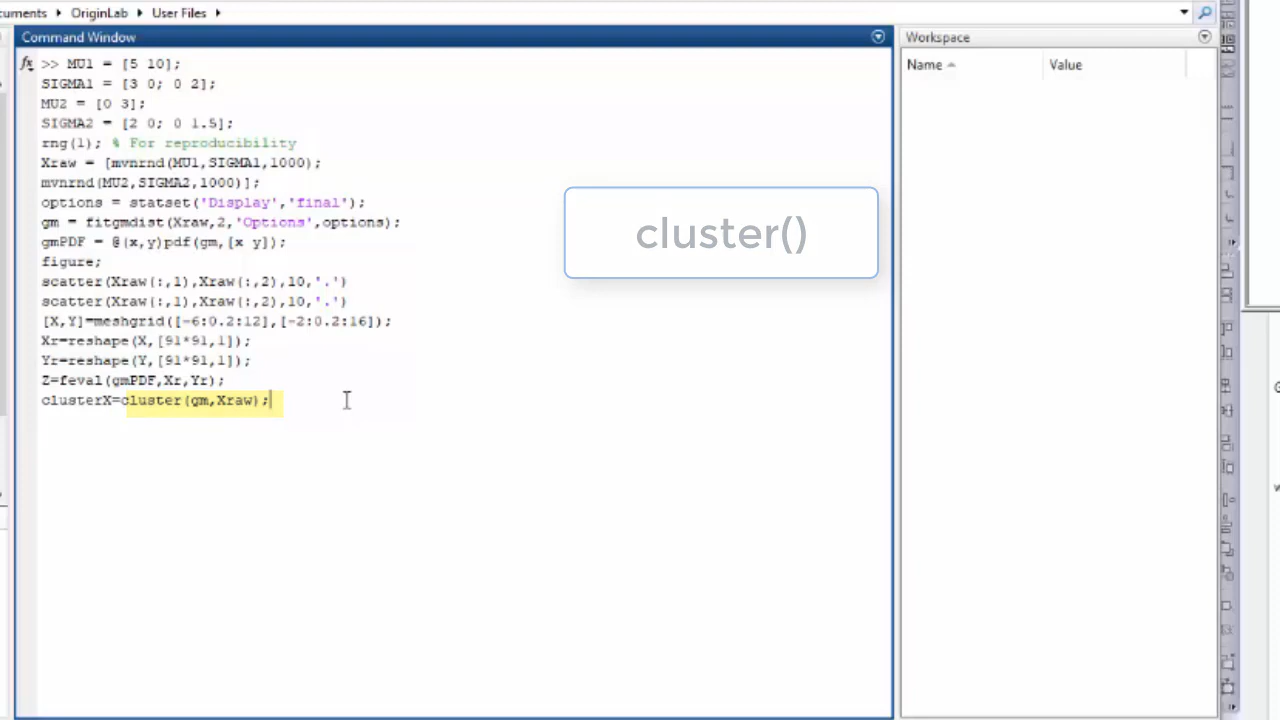 cuments OriginLab User Files
Command Window
>> MU1 = [5 10];
SIGMA1 = [3 0; 0 2];
MU2 = [0 3];
SIGMA2 = [2 0; 0 1.5];
rng(1); % For reproducibility
Xraw = [mvnrnd(MU1,SIGMA1,1000);
mvnrnd(MU2,SIGMA2,1000)];
options = statset('Display','final');
gm = fitgmdist(Xraw,2,'Options',options);
gmPDF = @(x,y)pdf(gm,[x y]);
figure;
scatter(Xraw(:,1),Xraw(:,2),10,'.')
scatter(Xraw(:,1),Xraw(:,2),10,'.')
[X,Y]=meshgrid([-6:0.2:12],[-2:0.2:16]);
Xr=reshape(X,[91*91,1]);
Yr=reshape(Y,[91*91,1]);
Z=feval(gmPDF,Xr,Yr);
clusterX=cluster(gm,Xraw);
cluster()
Workspace
Name Value